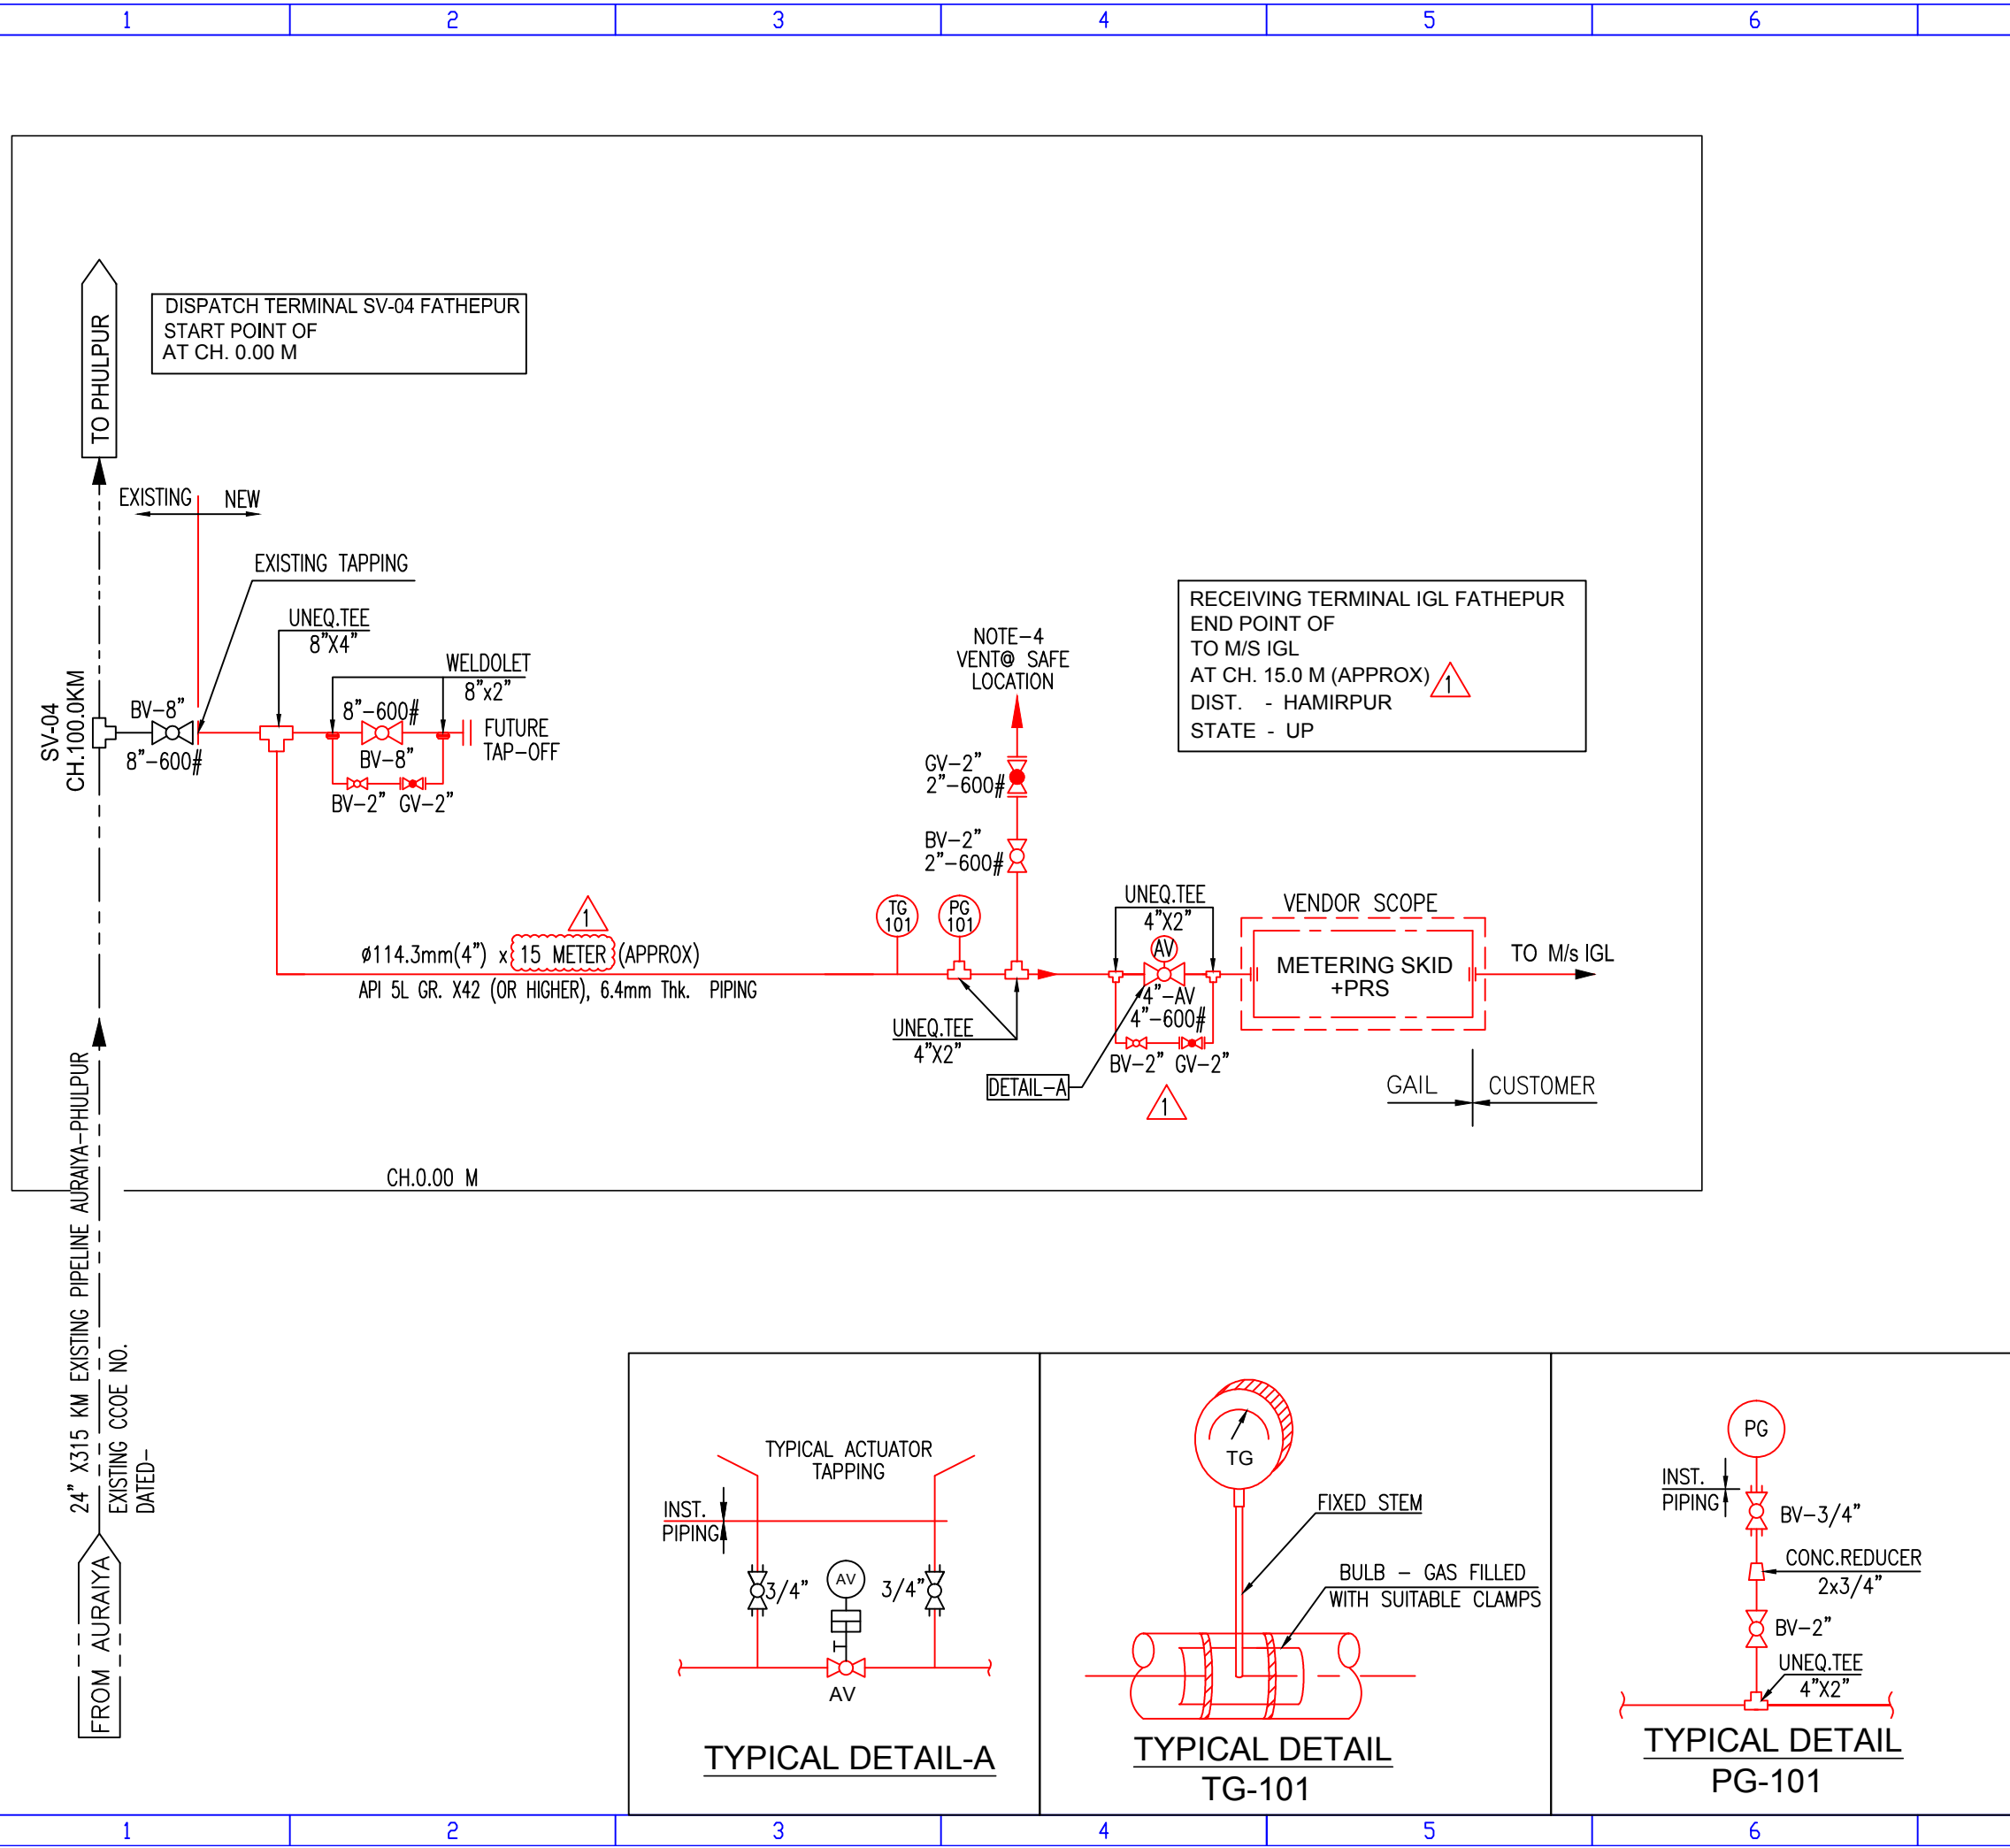 1 2 3 4 5 6
TO PHULPUR
DISPATCH TERMINAL SV-04 FATHEPUR
START POINT OF
AT CH. 0.00 M
EXISTING NEW
EXISTING TAPPING
UNEQ.TEE
8"X4"
WELDOLET
8"x2"
SV-04
CH.100.0KM
BV-8"
8"-600#
8"-600#
BV-8"
FUTURE
TAP-OFF
BV-2" GV-2"
NOTE-4
VENT@ SAFE
LOCATION
GV-2"
2"-600#
BV-2"
2"-600#
RECEIVING TERMINAL IGL FATHEPUR
END POINT OF
TO M/S IGL
AT CH. 15.0 M (APPROX)
1
DIST. - HAMIRPUR
STATE - UP
1
ø114.3mm(4") x 15 METER (APPROX)
API 5L GR. X42 (OR HIGHER), 6.4mm Thk. PIPING
TG
101
PG
101
UNEQ.TEE
4"X2"
UNEQ.TEE
4"X2"
AV
4"-AV
4"-600#
BV-2" GV-2"
1
DETAIL-A
VENDOR SCOPE
METERING SKID
+PRS
TO M/s IGL
GAIL CUSTOMER
CH.0.00 M
24" X315 KM EXISTING PIPELINE AURAIYA-PHULPUR
EXISTING CCOE NO.
DATED-
FROM AURAIYA
TYPICAL ACTUATOR
TAPPING
INST.
PIPING
3/4"
AV
3/4"
AV
TYPICAL DETAIL-A
TG
FIXED STEM
BULB - GAS FILLED
WITH SUITABLE CLAMPS
TYPICAL DETAIL
TG-101
PG
INST.
PIPING
BV-3/4"
CONC.REDUCER
2x3/4"
BV-2"
UNEQ.TEE
4"X2"
TYPICAL DETAIL
PG-101
1 2 3 4 5 6